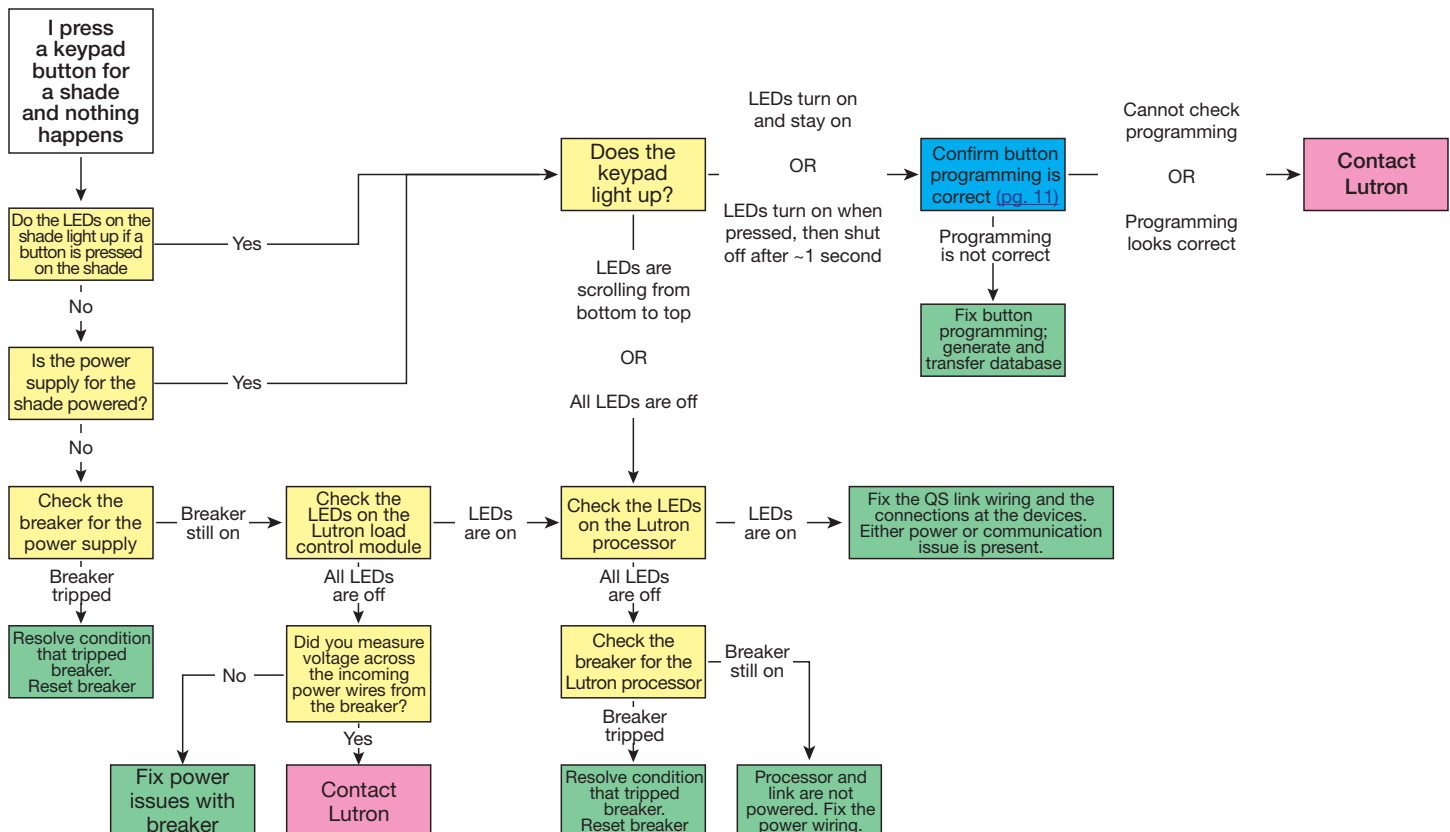 I press
a keypad
button for
a shade
and nothing
happens
Do the LEDs on the
shade light up if a
button is pressed
on the shade
Yes
No
Is the power
supply for the
shade powered?
Yes
No
Does the
keypad
light up?
LEDs turn on
and stay on
OR
LEDs turn on when
pressed, then shut
off after ~1 second
Confirm button
programming is
correct (pg. 11)
Cannot check
programming
OR
Programming
looks correct
Contact
Lutron
Programming
is not correct
Fix button
programming;
generate and
transfer database
LEDs are
scrolling from
bottom to top
OR
All LEDs are off
Check the
breaker for the
power supply
Breaker
still on
Check the
LEDs on the
Lutron load
control module
LEDs
are on
Check the LEDs
on the Lutron
processor
LEDs
are on
Fix the QS link wiring and the
connections at the devices.
Either power or communication
issue is present.
Breaker
tripped
Resolve condition
that tripped
breaker.
Reset breaker
All LEDs
are off
Did you measure
voltage across
the incoming
power wires from
the breaker?
No
Yes
Fix power
issues with
breaker
Contact
Lutron
All LEDs
are off
Check the
breaker for the
Lutron processor
Breaker
still on
Breaker
tripped
Resolve condition
that tripped
breaker.
Reset breaker
Processor and
link are not
powered. Fix the
power wiring.